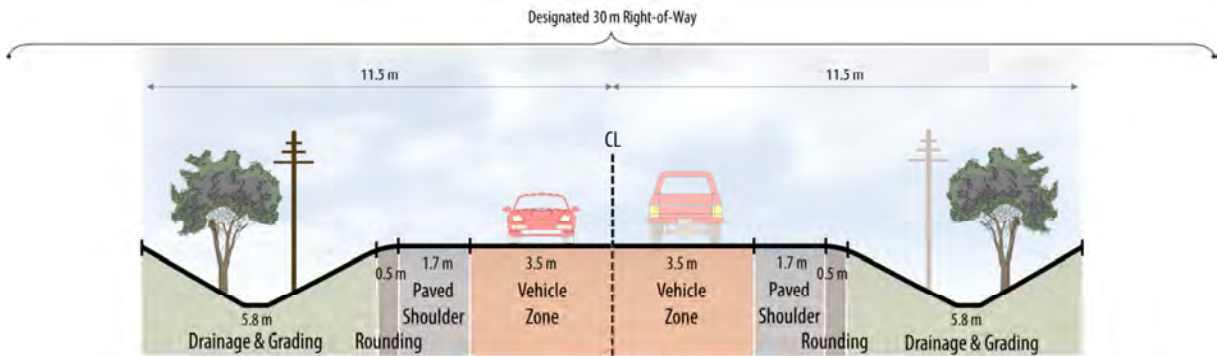 Designated 30 m Right-of-Way
11.5 m
11.5 m
CL
0.5 m
1.7 m
Paved
Shoulder
3.5 m
Vehicle
Zone
3.5 m
Vehicle
Zone
1.7 m
Paved
Shoulder
0.5 m
5.8 m
Drainage & Grading
Rounding
Rounding
5.8 m
Drainage & Grading